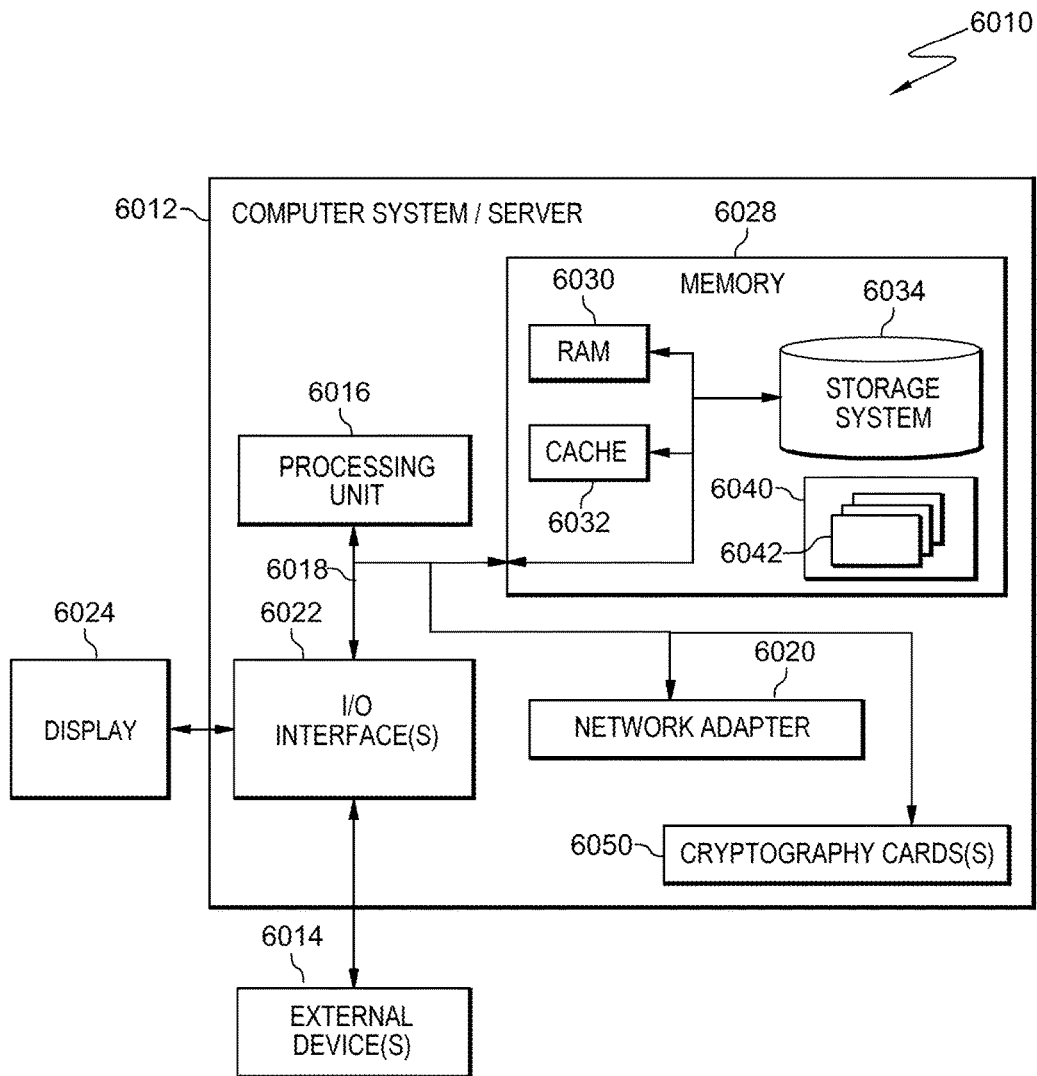 6010
6012
COMPUTER SYSTEM / SERVER
6028
MEMORY
6030
RAM
6034
STORAGE
SYSTEM
6016
PROCESSING
UNIT
CACHE
6032
6040
6042
6018
6024
DISPLAY
6022
I/O
INTERFACE(S)
6020
NETWORK ADAPTER
6050
CRYPTOGRAPHY CARDS(S)
6014
EXTERNAL
DEVICE(S)